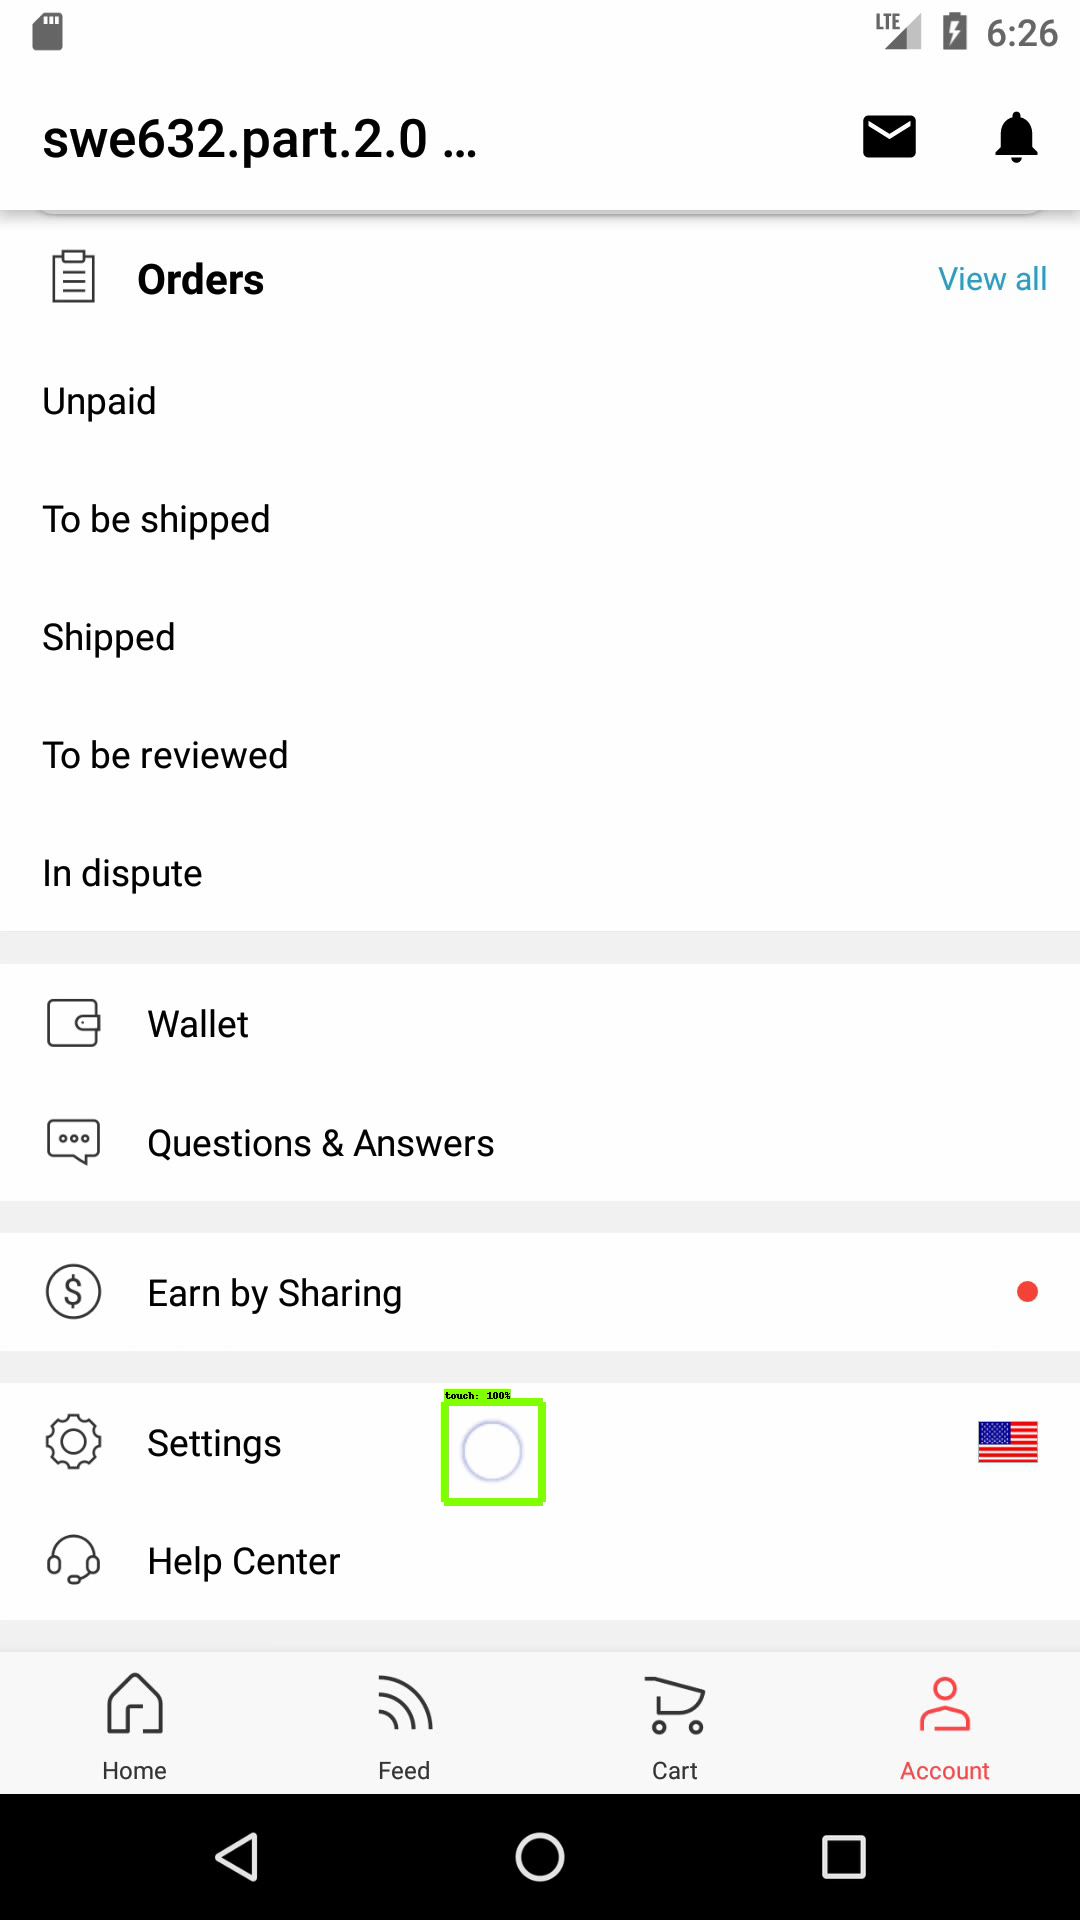 LTE 6:26
swe632.part.2.0 ...
Orders View all
Unpaid
To be shipped
Shipped
To be reviewed
In dispute
Wallet
Questions & Answers
$ Earn by Sharing
touch: 100%
Settings
Help Center
Home Feed Cart Account